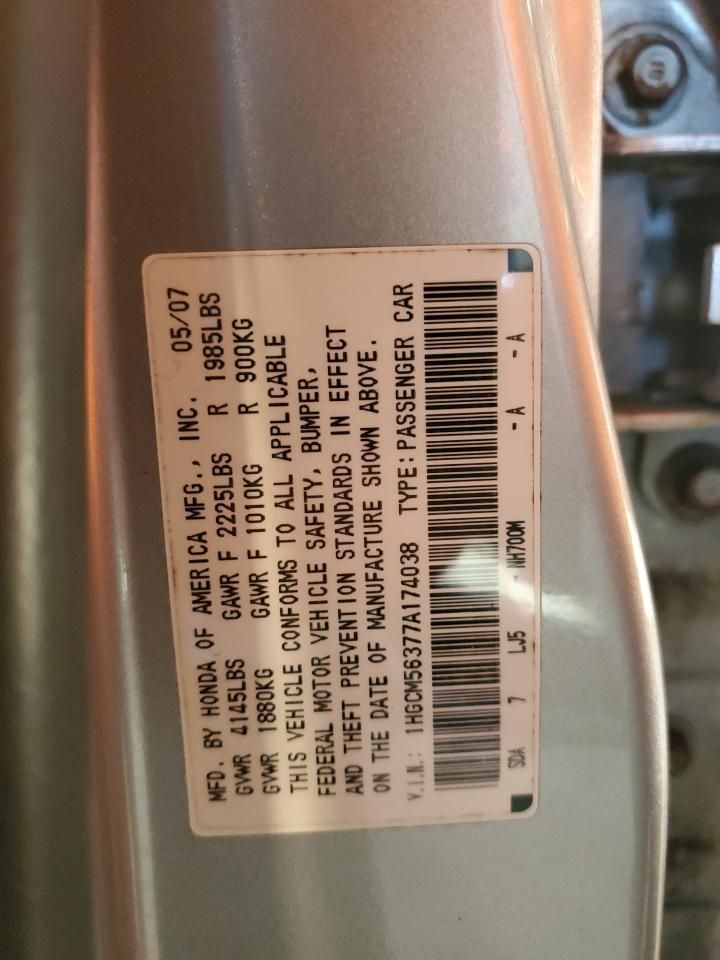 MFD. BY HONDA OF AMERICA MFG., INC. 05/07
GVWR 4145LBS GAWR F 2225LBS R 1985LBS
GVWR 1880KG GAWR F 1010KG R 900KG
THIS VEHICLE CONFORMS TO ALL APPLICABLE
FEDERAL MOTOR VEHICLE SAFETY, BUMPER,
AND THEFT PREVENTION STANDARDS IN EFFECT
ON THE DATE OF MANUFACTURE SHOWN ABOVE.
V.I.N.: 1HGCM56377A174038 TYPE: PASSENGER CAR
SDA 7 LJ5 - NH700M - A - A